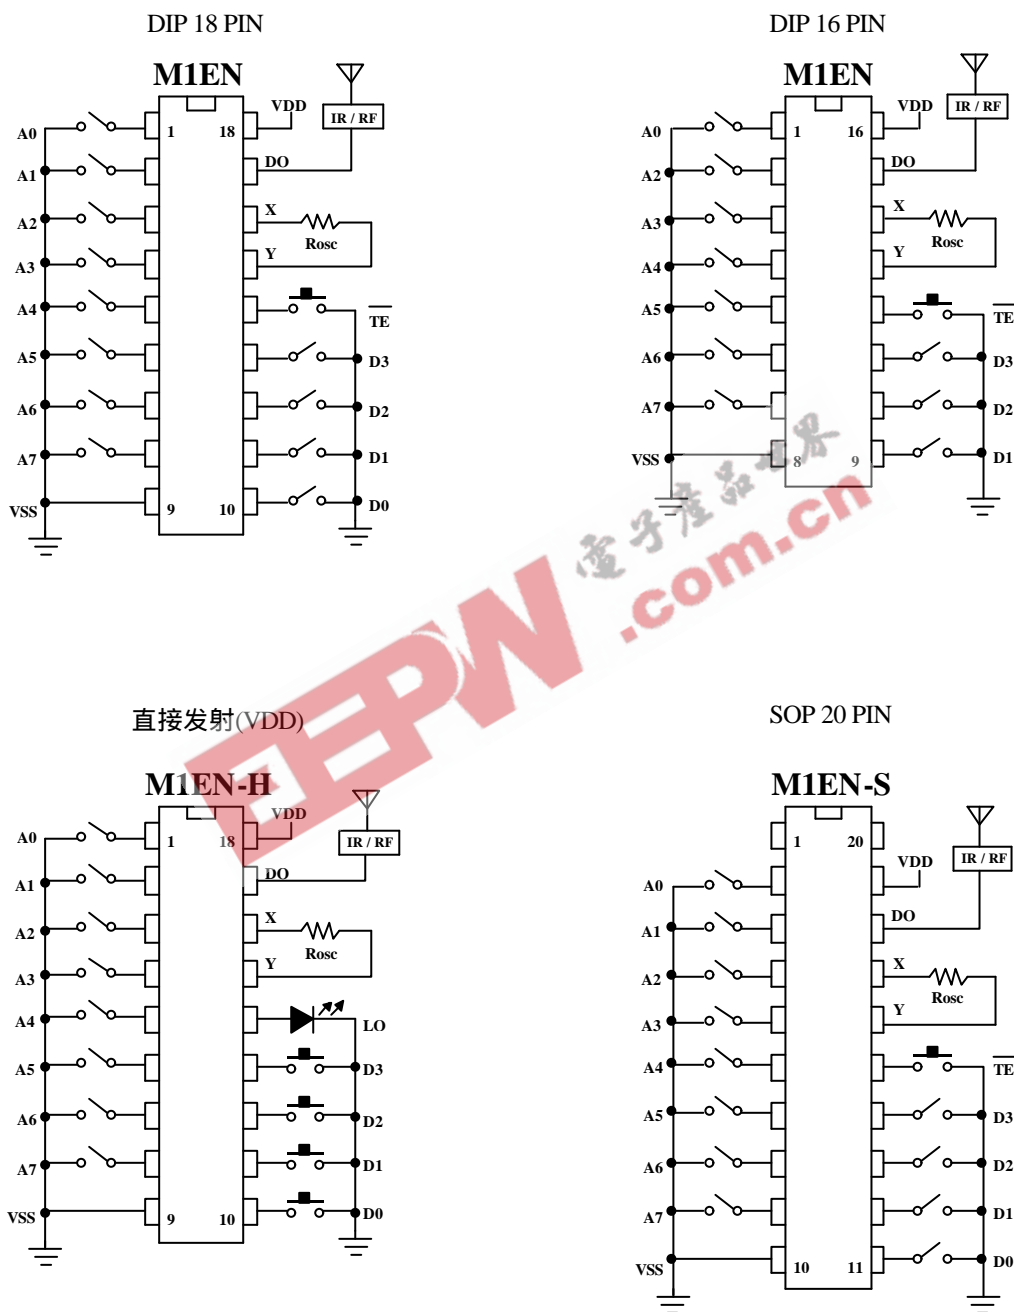 DIP 18 PIN
M1EN
A0
1
18
VDD
IR / RF
A1
DO
A2
X
Rosc
A3
Y
A4
TE
A5
D3
A6
D2
A7
D1
VSS
9
10
D0
DIP 16 PIN
M1EN
A0
1
16
VDD
IR / RF
A2
DO
A3
X
Rosc
A4
Y
A5
TE
A6
D3
A7
D2
VSS
8
9
D1
EEPW
電子產品世界
.com.cn
直接发射(VDD)
M1EN-H
A0
1
18
VDD
IR / RF
A1
DO
A2
X
Rosc
A3
Y
A4
LO
A5
D3
A6
D2
A7
D1
VSS
9
10
D0
SOP 20 PIN
M1EN-S
1
20
IR / RF
A0
VDD
A1
DO
A2
X
Rosc
A3
Y
A4
TE
A5
D3
A6
D2
A7
D1
VSS
10
11
D0